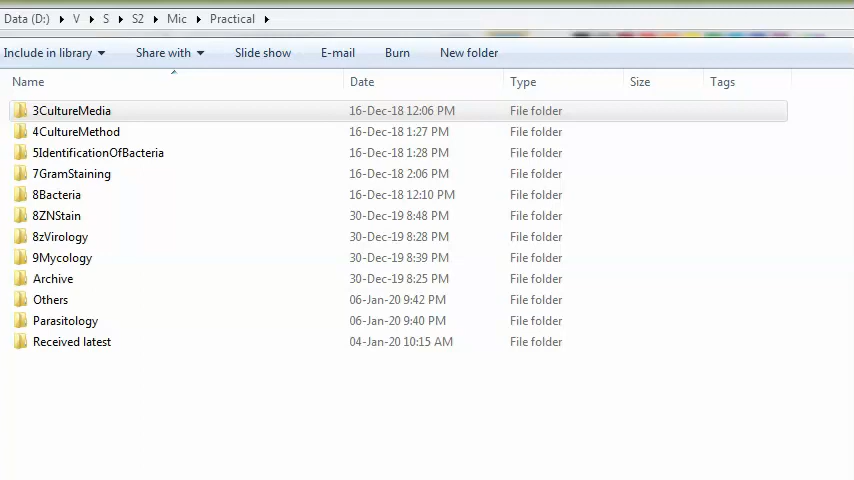 Data (D:) V S S2 Mic Practical
Include in library Share with Slide show E-mail Burn New folder
Name Date Type Size Tags
3CultureMedia 16-Dec-18 12:06 PM File folder
4CultureMethod 16-Dec-18 1:27 PM File folder
5IdentificationOfBacteria 16-Dec-18 1:28 PM File folder
7GramStaining 16-Dec-18 2:06 PM File folder
8Bacteria 16-Dec-18 12:10 PM File folder
8ZNStain 30-Dec-19 8:48 PM File folder
8zVirology 30-Dec-19 8:28 PM File folder
9Mycology 30-Dec-19 8:39 PM File folder
Archive 30-Dec-19 8:25 PM File folder
Others 06-Jan-20 9:42 PM File folder
Parasitology 06-Jan-20 9:40 PM File folder
Received latest 04-Jan-20 10:15 AM File folder